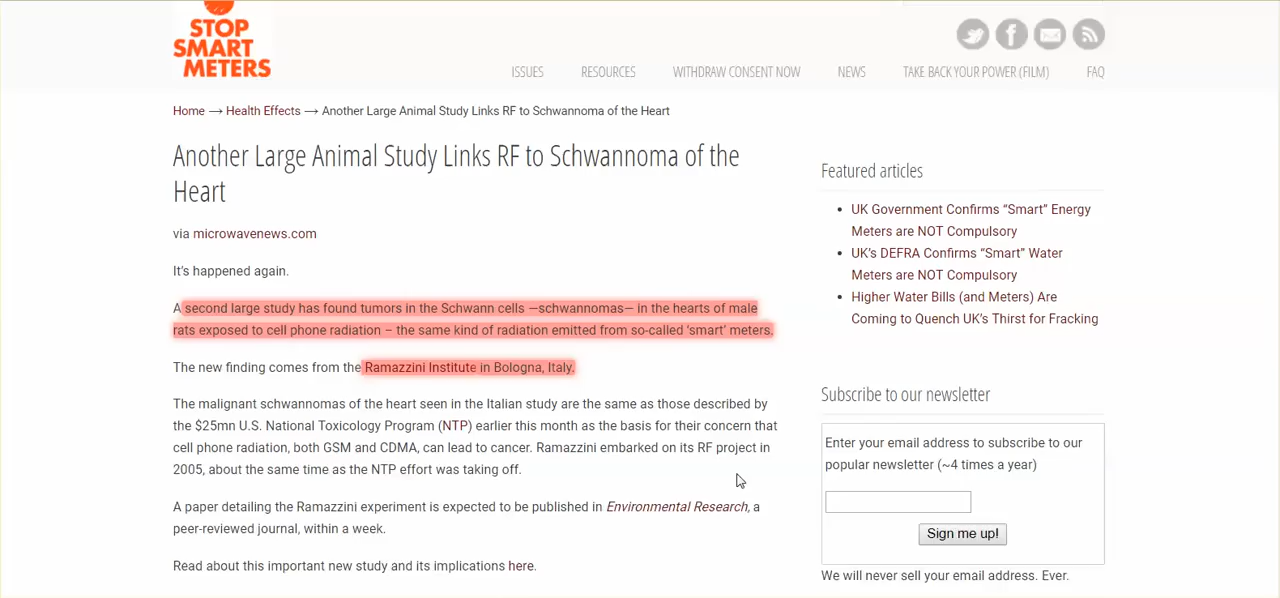 STOP
SMART
METERS
ISSUES RESOURCES WITHDRAW CONSENT NOW NEWS TAKE BACK YOUR POWER (FILM) FAQ
Home → Health Effects → Another Large Animal Study Links RF to Schwannoma of the Heart
Another Large Animal Study Links RF to Schwannoma of the
Heart
via microwavenews.com
It's happened again.
A second large study has found tumors in the Schwann cells —schwannomas— in the hearts of male
rats exposed to cell phone radiation – the same kind of radiation emitted from so-called 'smart' meters.
The new finding comes from the Ramazzini Institute in Bologna, Italy.
The malignant schwannomas of the heart seen in the Italian study are the same as those described by
the $25mn U.S. National Toxicology Program (NTP) earlier this month as the basis for their concern that
cell phone radiation, both GSM and CDMA, can lead to cancer. Ramazzini embarked on its RF project in
2005, about the same time as the NTP effort was taking off.
A paper detailing the Ramazzini experiment is expected to be published in Environmental Research, a
peer-reviewed journal, within a week.
Read about this important new study and its implications here.
Featured articles
• UK Government Confirms “Smart” Energy
Meters are NOT Compulsory
• UK's DEFRA Confirms “Smart” Water
Meters are NOT Compulsory
• Higher Water Bills (and Meters) Are
Coming to Quench UK's Thirst for Fracking
Subscribe to our newsletter
Enter your email address to subscribe to our
popular newsletter (~4 times a year)
Sign me up!
We will never sell your email address. Ever.